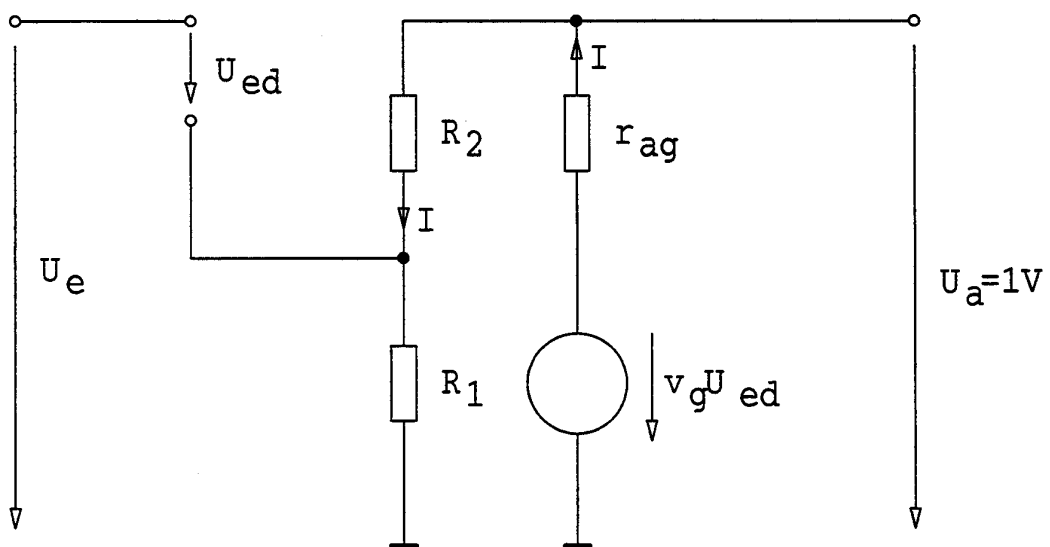 I
U_ed
R_2
r_ag
I
U_e
U_a=1V
R_1
v_gU_ed